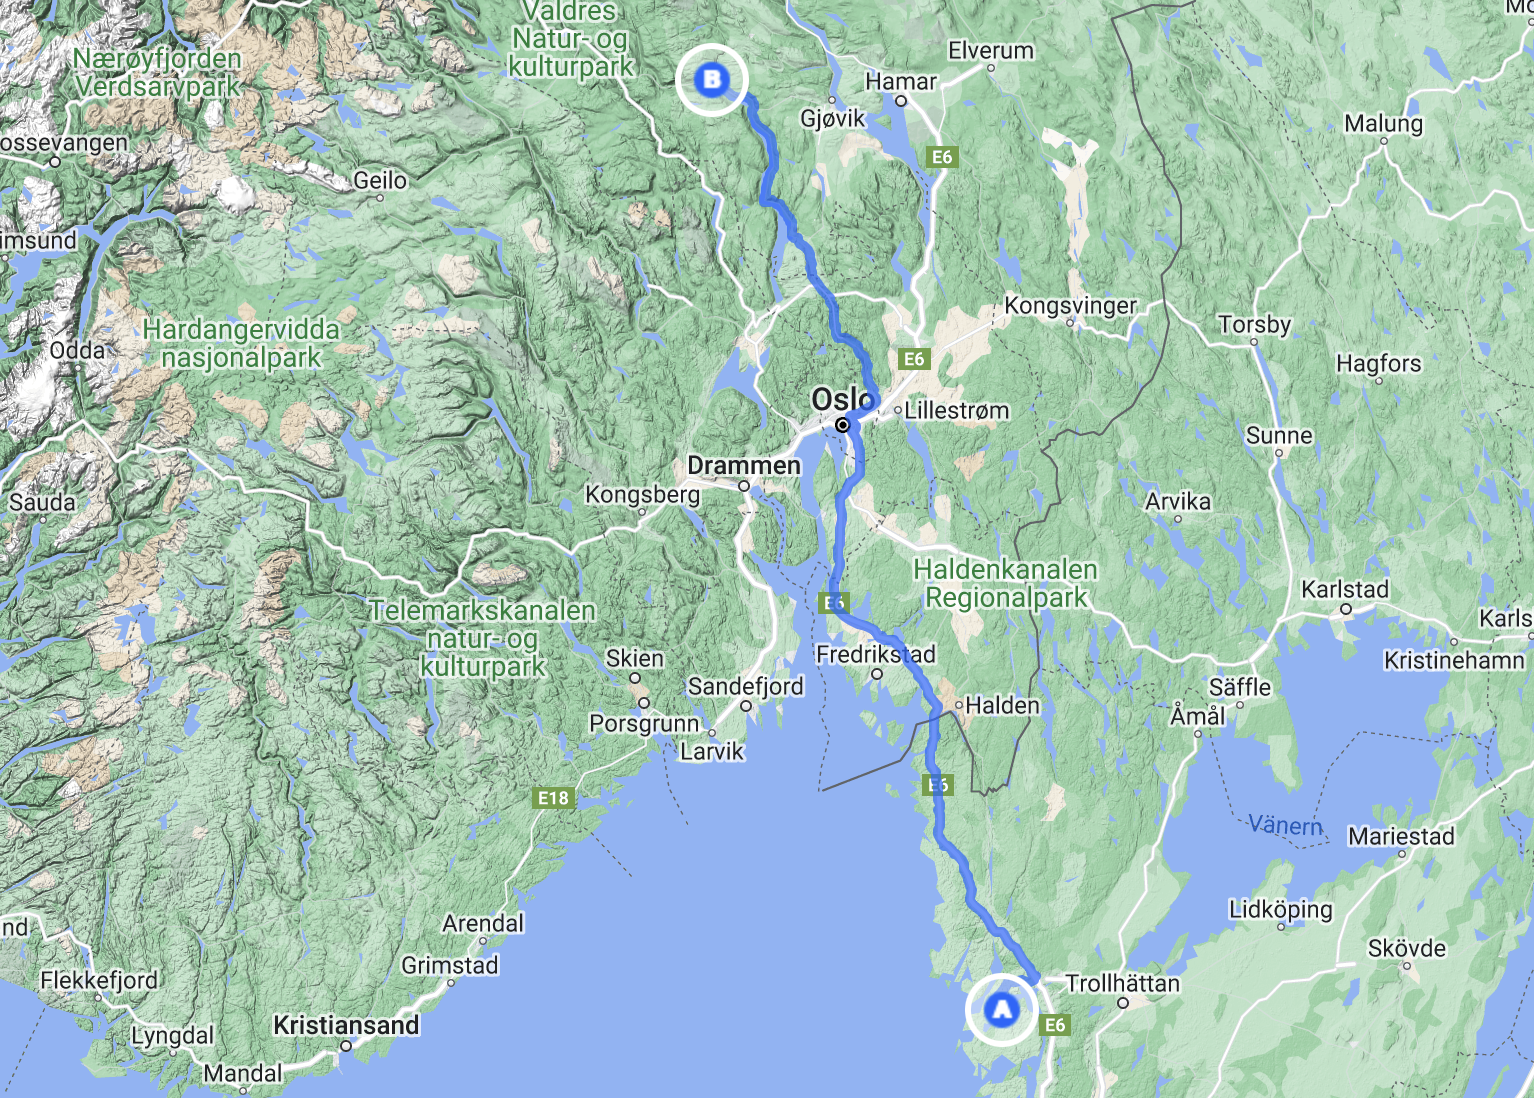 Valdres
Natur- og
kulturpark
Nærøyfjorden
Verdsarvpark
B
Elverum
Hamar
Gjøvik
Malung
ossevangen
E6
Geilo
imsund
Kongsvinger
Hardangervidda
nasjonalpark
Torsby
Odda
E6
Hagfors
Oslo
Lillestrøm
Sunne
Drammen
Kongsberg
Sauda
Arvika
Haldenkanalen
Regionalpark
Karlstad
E6
Telemarkskanalen
natur- og
kulturpark
Karls
Fredrikstad
Skien
Kristinehamn
Sandefjord
Säffle
Halden
Åmål
Porsgrunn
Larvik
E6
E18
Vänern
Mariestad
Lidköping
nd
Arendal
Skövde
Grimstad
Flekkefjord
Trollhättan
A
E6
Kristiansand
Lyngdal
Mandal